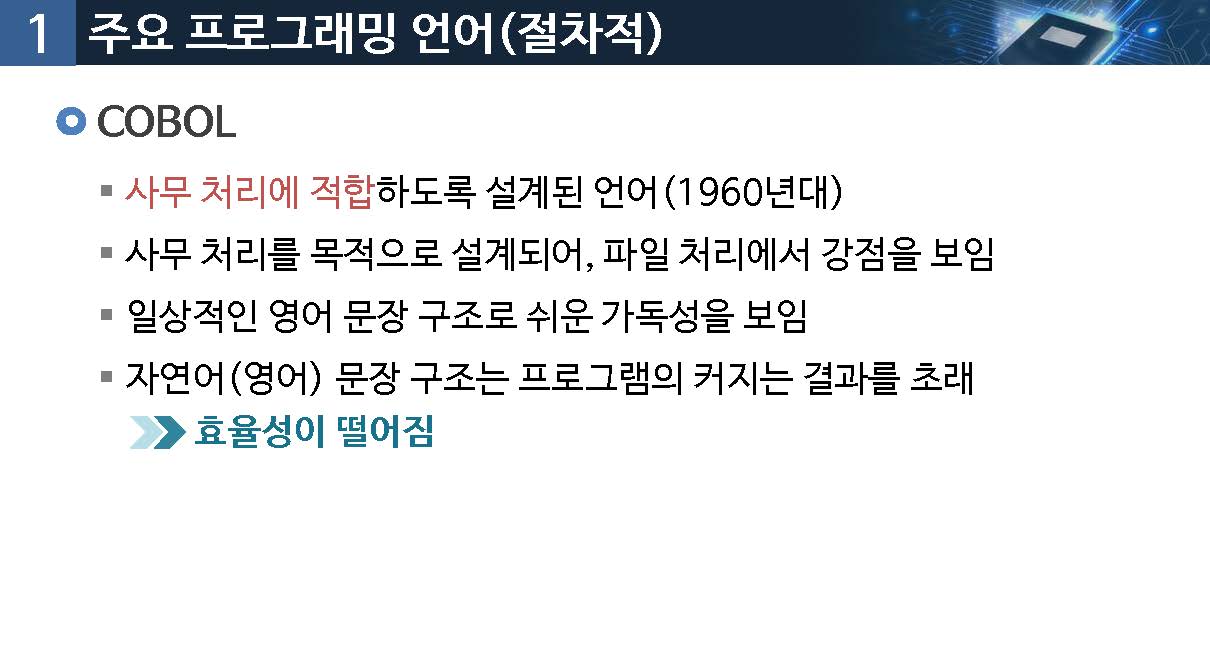 1 주요 프로그래밍 언어(절차적)
COBOL
사무 처리에 적합하도록 설계된 언어(1960년대)
사무 처리를 목적으로 설계되어, 파일 처리에서 강점을 보임
일상적인 영어 문장 구조로 쉬운 가독성을 보임
자연어(영어) 문장 구조는 프로그램의 커지는 결과를 초래
효율성이 떨어짐